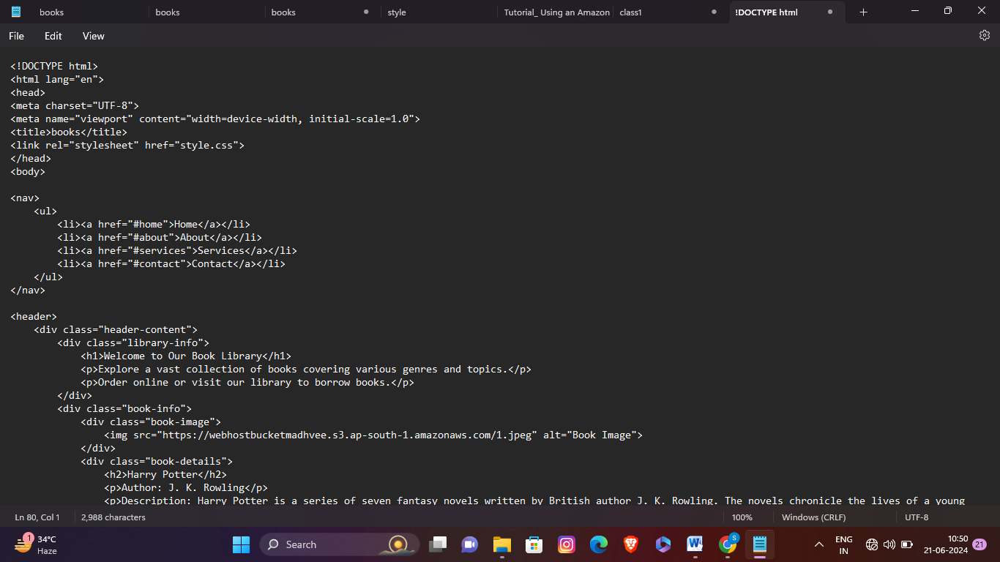 books
books
books
style
Tutorial_ Using an Amazon
class1
!DOCTYPE html
File
Edit
View
<!DOCTYPE html>
<html lang="en">
<head>
<meta charset="UTF-8">
<meta name="viewport" content="width=device-width, initial-scale=1.0">
<title>books</title>
<link rel="stylesheet" href="style.css">
</head>
<body>
<nav>
<ul>
<li><a href="#home">Home</a></li>
<li><a href="#about">About</a></li>
<li><a href="#services">Services</a></li>
<li><a href="#contact">Contact</a></li>
</ul>
</nav>
<header>
<div class="header-content">
<div class="library-info">
<h1>Welcome to Our Book Library</h1>
<p>Explore a vast collection of books covering various genres and topics.</p>
<p>Order online or visit our library to borrow books.</p>
</div>
<div class="book-info">
<div class="book-image">
<img src="https://webhostbucketmadhvee.s3.ap-south-1.amazonaws.com/1.jpeg" alt="Book Image">
</div>
<div class="book-details">
<h2>Harry Potter</h2>
<p>Author: J. K. Rowling</p>
<p>Description: Harry Potter is a series of seven fantasy novels written by British author J. K. Rowling. The novels chronicle the lives of a young
Ln 80, Col 1
2,988 characters
100%
Windows (CRLF)
UTF-8
1
34°C
Haze
Search
W
S
ENG
IN
10:50
21-06-2024
21